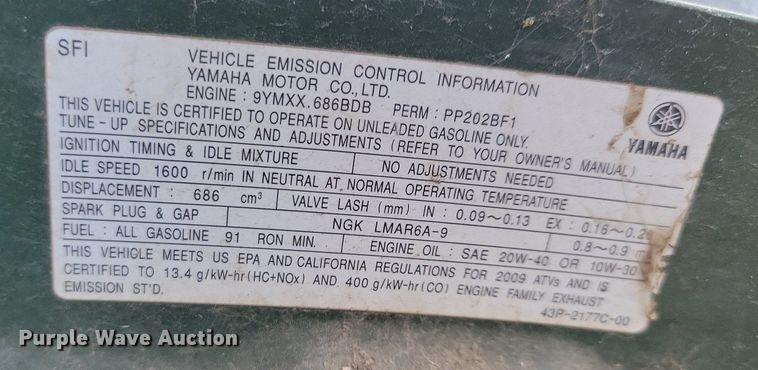 SFI
VEHICLE EMISSION CONTROL INFORMATION
YAMAHA MOTOR CO.,LTD.
ENGINE : 9YMXX.686BDB PERM : PP202BF1
THIS VEHICLE IS CERTIFIED TO OPERATE ON UNLEADED GASOLINE ONLY.
TUNE-UP SPECIFICATIONS AND ADJUSTMENTS (REFER TO YOUR OWNER'S MANUAL)
YAMAHA
IGNITION TIMING & IDLE MIXTURE NO ADJUSTMENTS NEEDED
IDLE SPEED 1600 r/min IN NEUTRAL AT NORMAL OPERATING TEMPERATURE
DISPLACEMENT : 686 cm³ VALVE LASH (mm) IN : 0.09~0.13 EX : 0.16~
SPARK PLUG & GAP NGK LMAR6A-9 0.8~0.9
FUEL : ALL GASOLINE 91 RON MIN. ENGINE OIL : SAE 20W-40 OR 10W-30
THIS VEHICLE MEETS US EPA AND CALIFORNIA REGULATIONS FOR 2009 ATVs AND IS
CERTIFIED TO 13.4 g/kW-hr(HC+NOx) AND 400 g/kW-hr(CO) ENGINE FAMILY EXHAUST
EMISSION ST'D.
43P-2177C-00
Purple Wave Auction